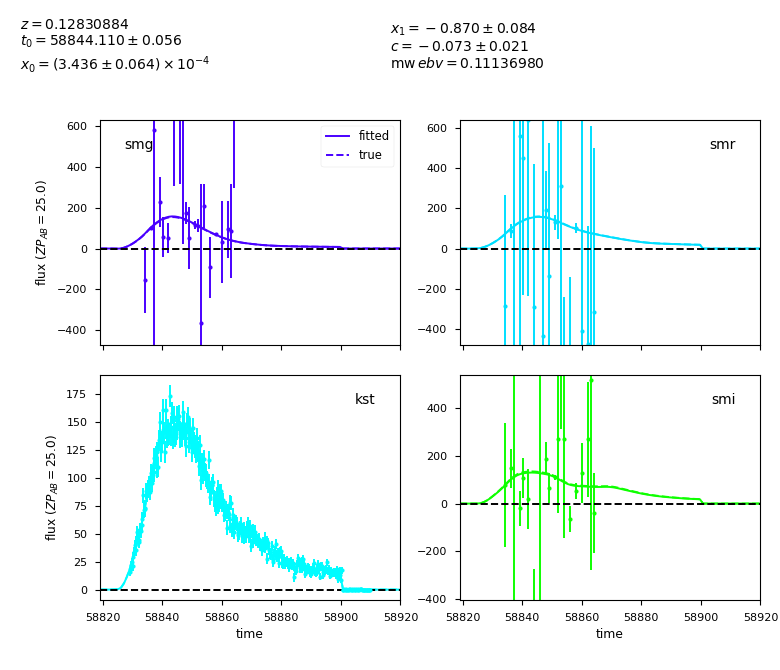 z = 0.12830884
t₀ = 58844.110 ± 0.056
x₀ = (3.436 ± 0.064) × 10⁻⁴
x₁ = −0.870 ± 0.084
c = −0.073 ± 0.021
mw ebv = 0.11136980
600
400
200
0
−200
−400
flux (ZP_AB = 25.0)
smg
fitted
true
600
400
200
0
−200
−400
smr
175
150
125
100
75
50
25
0
flux (ZP_AB = 25.0)
kst
58820 58840 58860 58880 58900 58920
time
400
200
0
−200
−400
smi
58820 58840 58860 58880 58900 58920
time